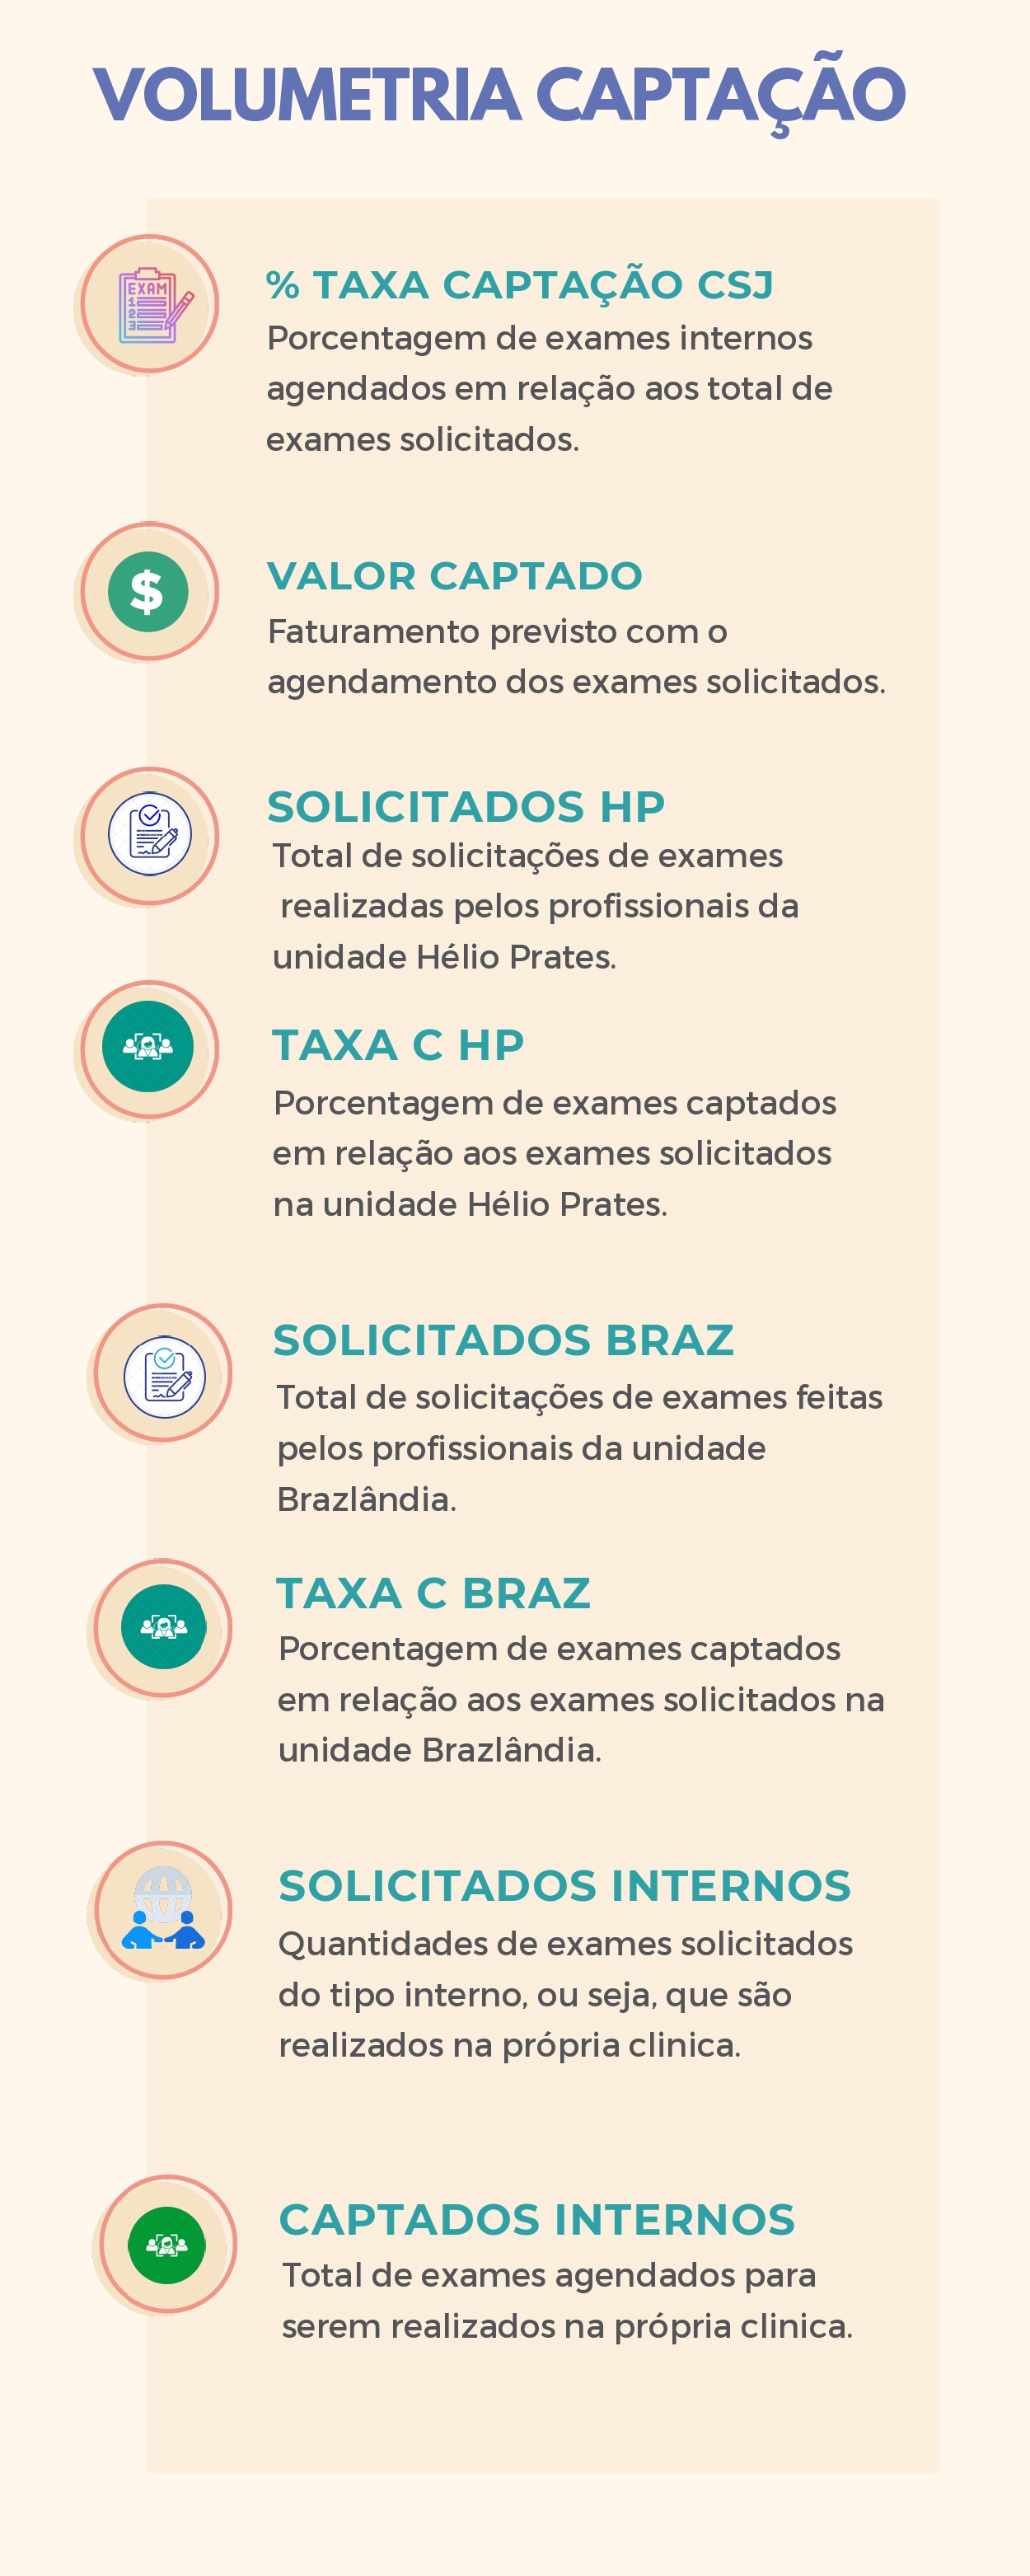 VOLUMETRIA CAPTAÇÃO
EXAM
1
2
3
% TAXA CAPTAÇÃO CSJ
Porcentagem de exames internos
agendados em relação aos total de
exames solicitados.
$
VALOR CAPTADO
Faturamento previsto com o
agendamento dos exames solicitados.
SOLICITADOS HP
Total de solicitações de exames
realizadas pelos profissionais da
unidade Hélio Prates.
TAXA C HP
Porcentagem de exames captados
em relação aos exames solicitados
na unidade Hélio Prates.
SOLICITADOS BRAZ
Total de solicitações de exames feitas
pelos profissionais da unidade
Brazlândia.
TAXA C BRAZ
Porcentagem de exames captados
em relação aos exames solicitados na
unidade Brazlândia.
SOLICITADOS INTERNOS
Quantidades de exames solicitados
do tipo interno, ou seja, que são
realizados na própria clinica.
CAPTADOS INTERNOS
Total de exames agendados para
serem realizados na própria clinica.